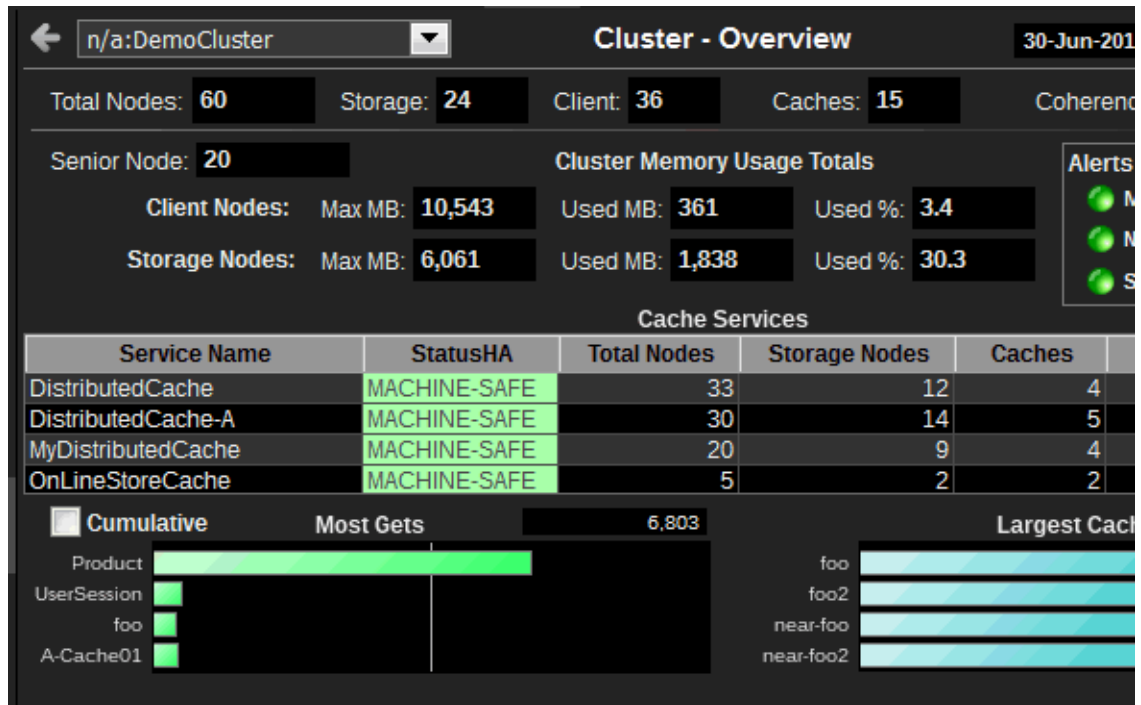 n/a:DemoCluster Cluster - Overview 30-Jun-201
Total Nodes: 60 Storage: 24 Client: 36 Caches: 15 Coherenc
Senior Node: 20 Cluster Memory Usage Totals Alerts
Client Nodes: Max MB: 10,543 Used MB: 361 Used %: 3.4 M
Storage Nodes: Max MB: 6,061 Used MB: 1,838 Used %: 30.3 N
S
Cache Services
Service Name StatusHA Total Nodes Storage Nodes Caches
DistributedCache MACHINE-SAFE 33 12 4
DistributedCache-A MACHINE-SAFE 30 14 5
MyDistributedCache MACHINE-SAFE 20 9 4
OnLineStoreCache MACHINE-SAFE 5 2 2
Cumulative Most Gets 6,803 Largest Cach
Product foo
UserSession foo2
foo near-foo
A-Cache01 near-foo2